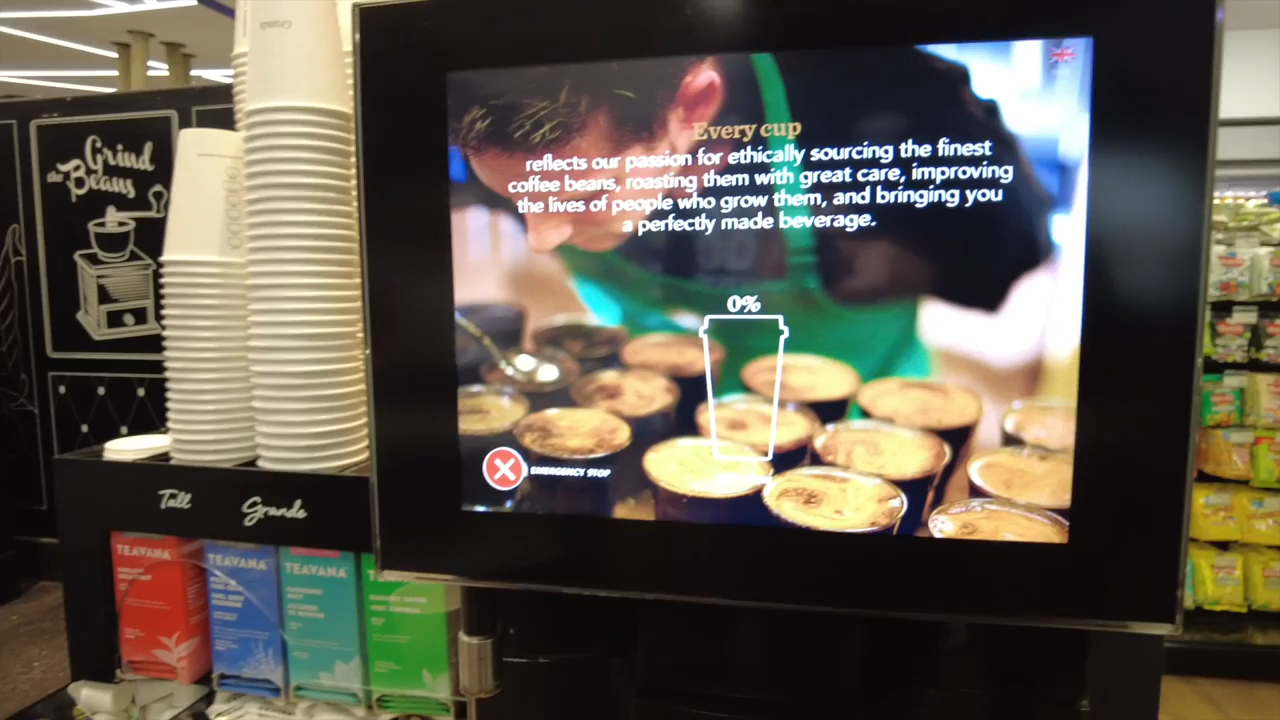 Grande
Grind
the Beans
Every cup
reflects our passion for ethically sourcing the finest
coffee beans, roasting them with great care, improving
the lives of people who grow them, and bringing you
a perfectly made beverage.
0%
EMERGENCY STOP
Tall
Grande
TEAVANA
TEAVANA
TEAVANA